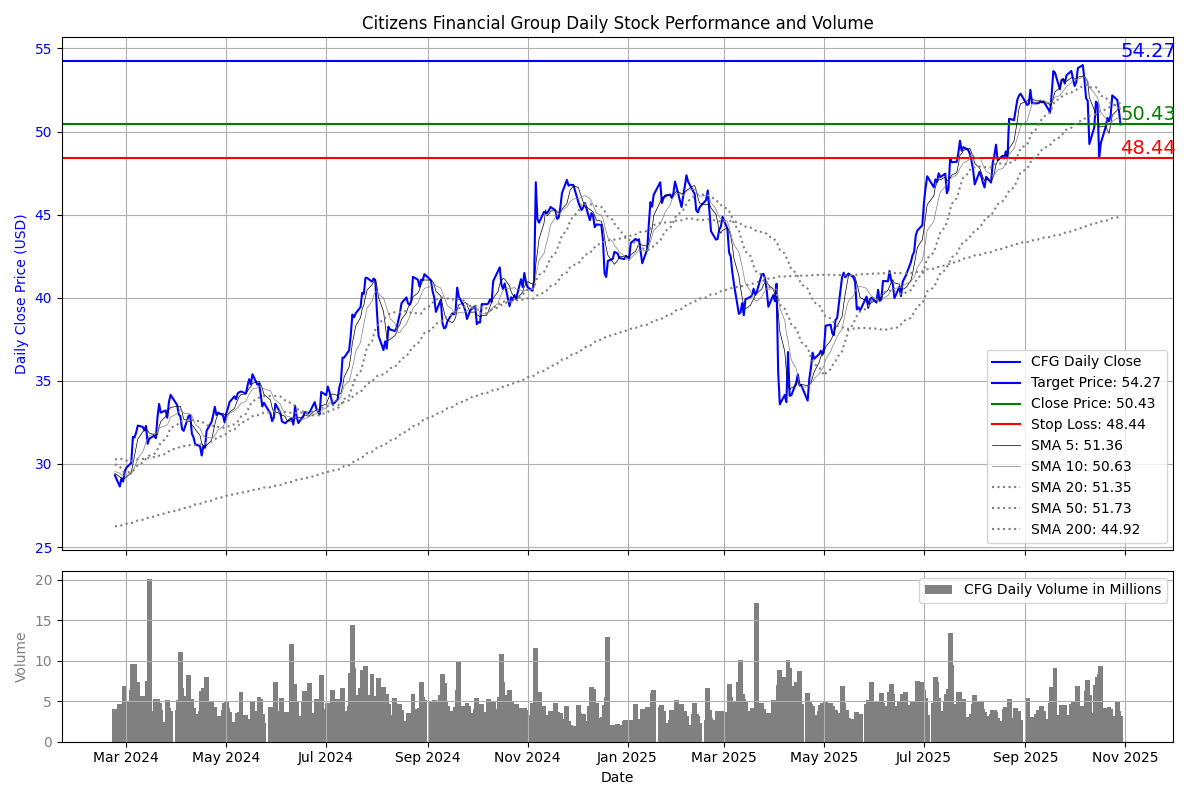 Citizens Financial Group Daily Stock Performance and Volume
Daily Close Price (USD)
55
50
45
40
35
30
25
54.27
50.43
48.44
CFG Daily Close
Target Price: 54.27
Close Price: 50.43
Stop Loss: 48.44
SMA 5: 51.36
SMA 10: 50.63
SMA 20: 51.35
SMA 50: 51.73
SMA 200: 44.92
Volume
20
15
10
5
0
CFG Daily Volume in Millions
Mar 2024 May 2024 Jul 2024 Sep 2024 Nov 2024 Jan 2025 Mar 2025 May 2025 Jul 2025 Sep 2025 Nov 2025
Date